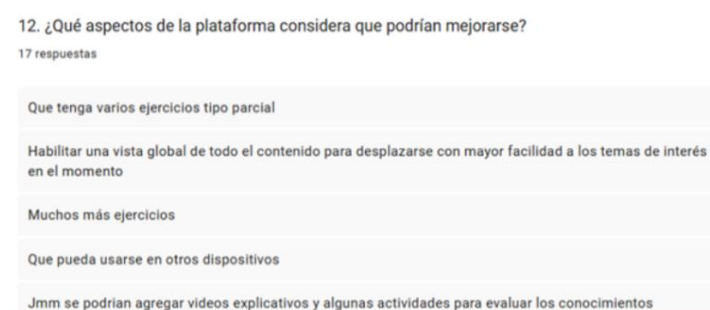 12. ¿Qué aspectos de la plataforma considera que podrían mejorarse?
17 respuestas
Que tenga varios ejercicios tipo parcial
Habilitar una vista global de todo el contenido para desplazarse con mayor facilidad a los temas de interés
en el momento
Muchos más ejercicios
Que pueda usarse en otros dispositivos
Jmm se podrian agregar videos explicativos y algunas actividades para evaluar los conocimientos